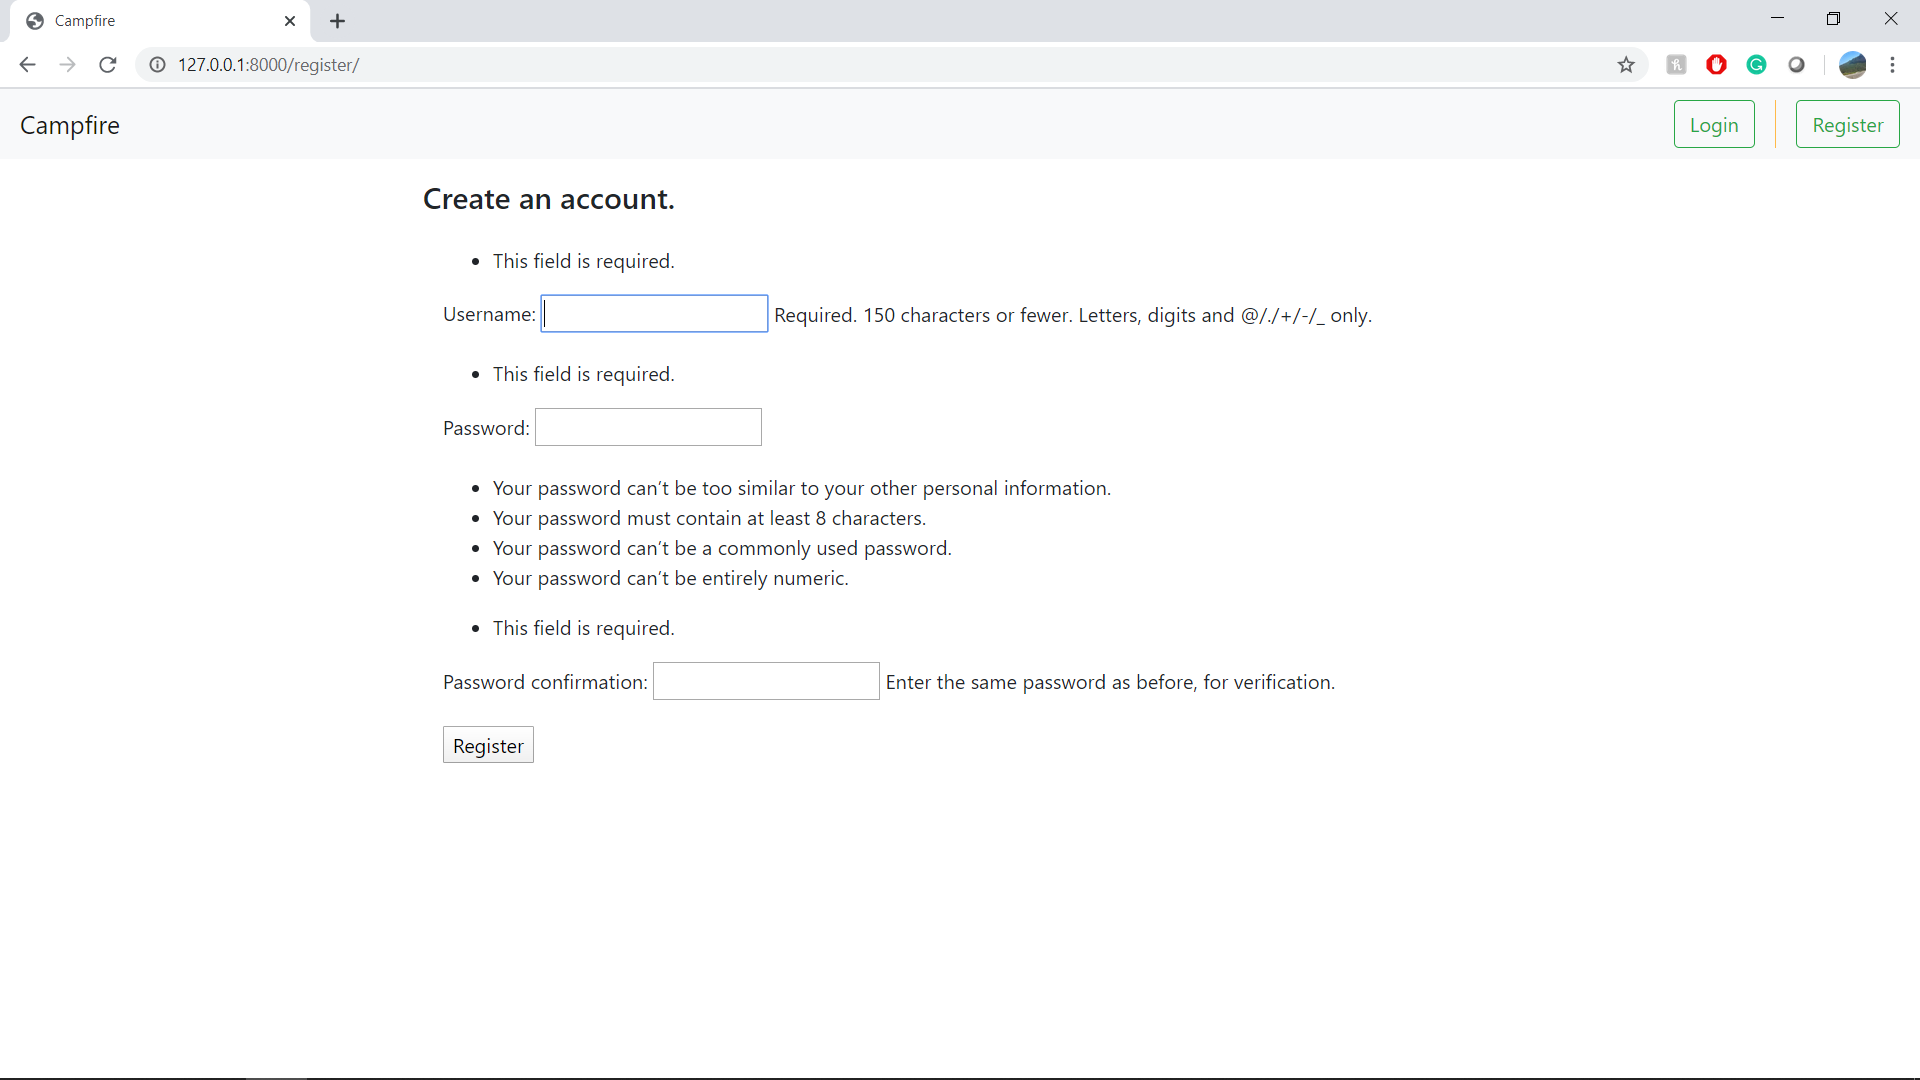 Campfire
127.0.0.1:8000/register/
Campfire
Login
Register
Create an account.
This field is required.
Username: Required. 150 characters or fewer. Letters, digits and @/./+/-/_ only.
This field is required.
Password:
Your password can’t be too similar to your other personal information.
Your password must contain at least 8 characters.
Your password can’t be a commonly used password.
Your password can’t be entirely numeric.
This field is required.
Password confirmation: Enter the same password as before, for verification.
Register